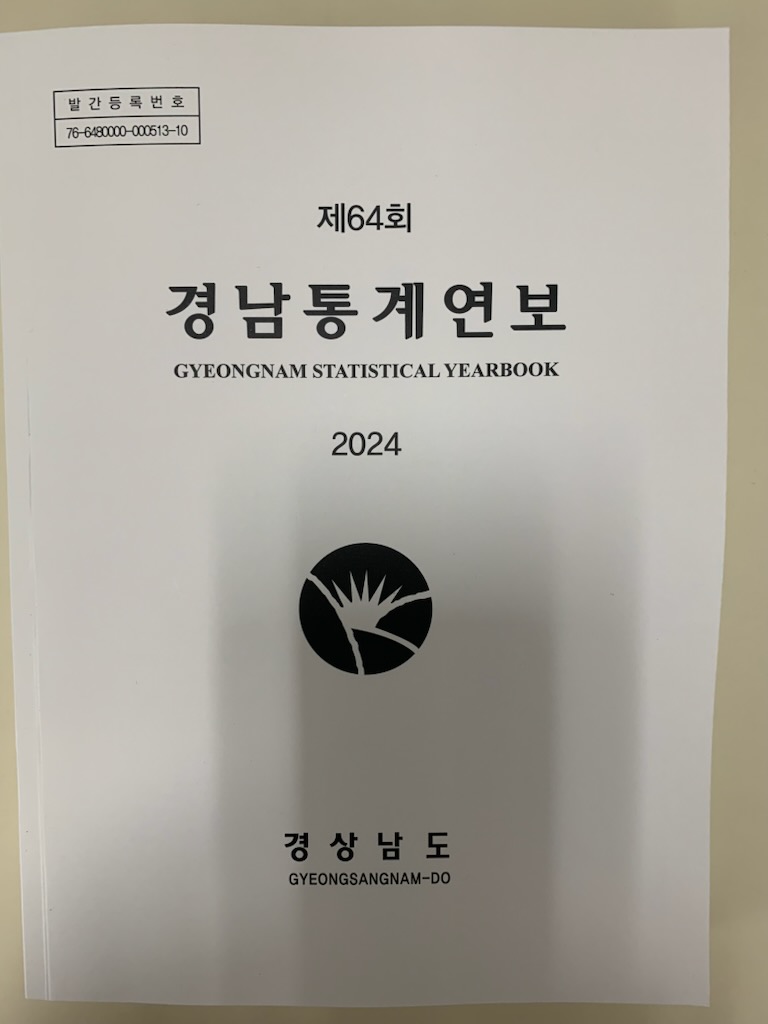 발간등록번호
76-6480000-000513-10
제64회
경남통계연보
GYEONGNAM STATISTICAL YEARBOOK
2024
경상남도
GYEONGSANGNAM-DO